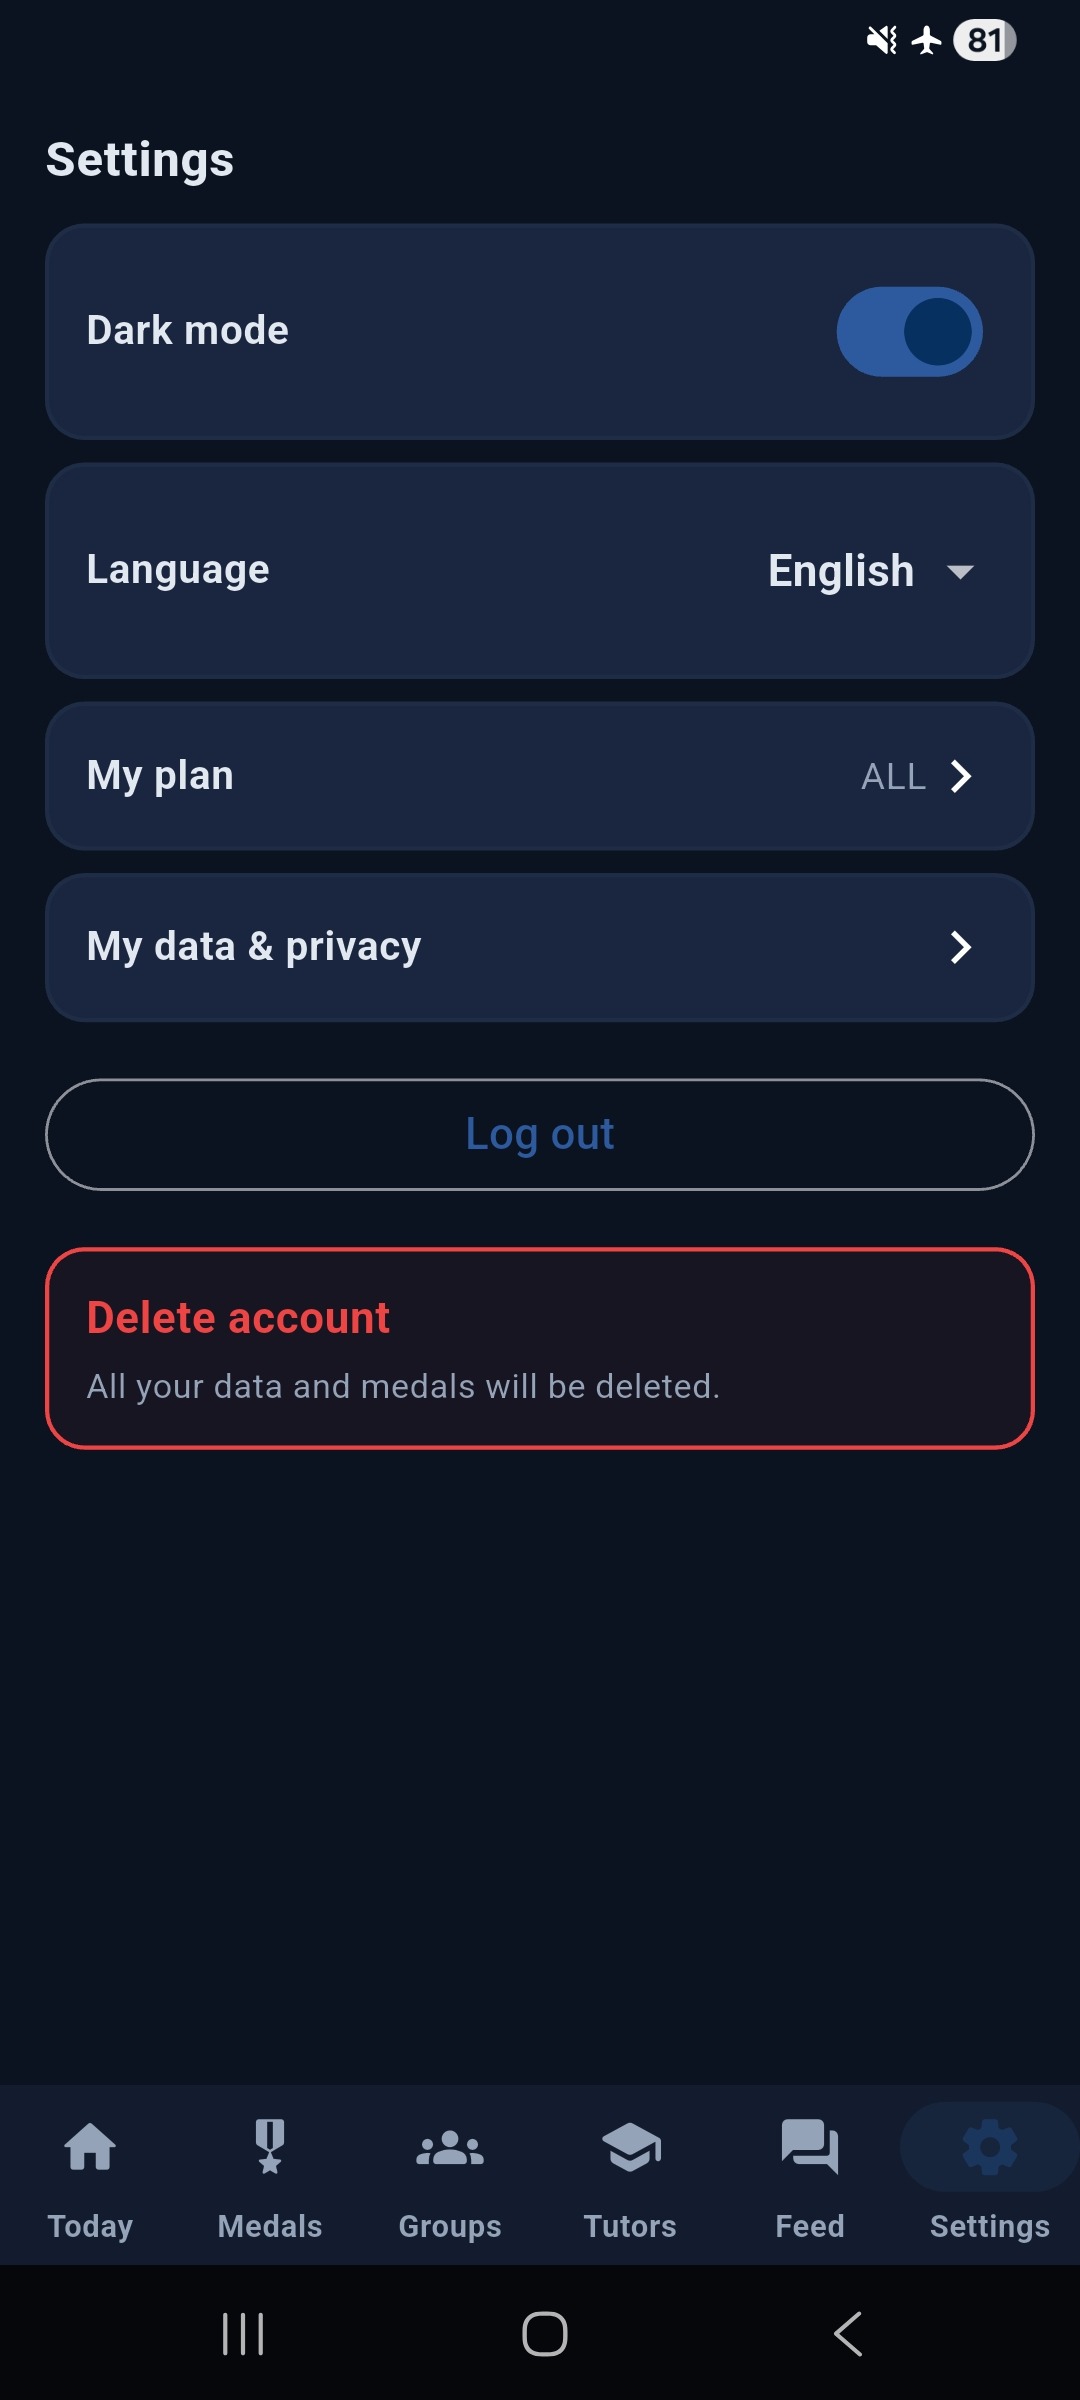 81
Settings
Dark mode
Language
English
My plan
ALL
My data & privacy
Log out
Delete account
All your data and medals will be deleted.
Today
Medals
Groups
Tutors
Feed
Settings